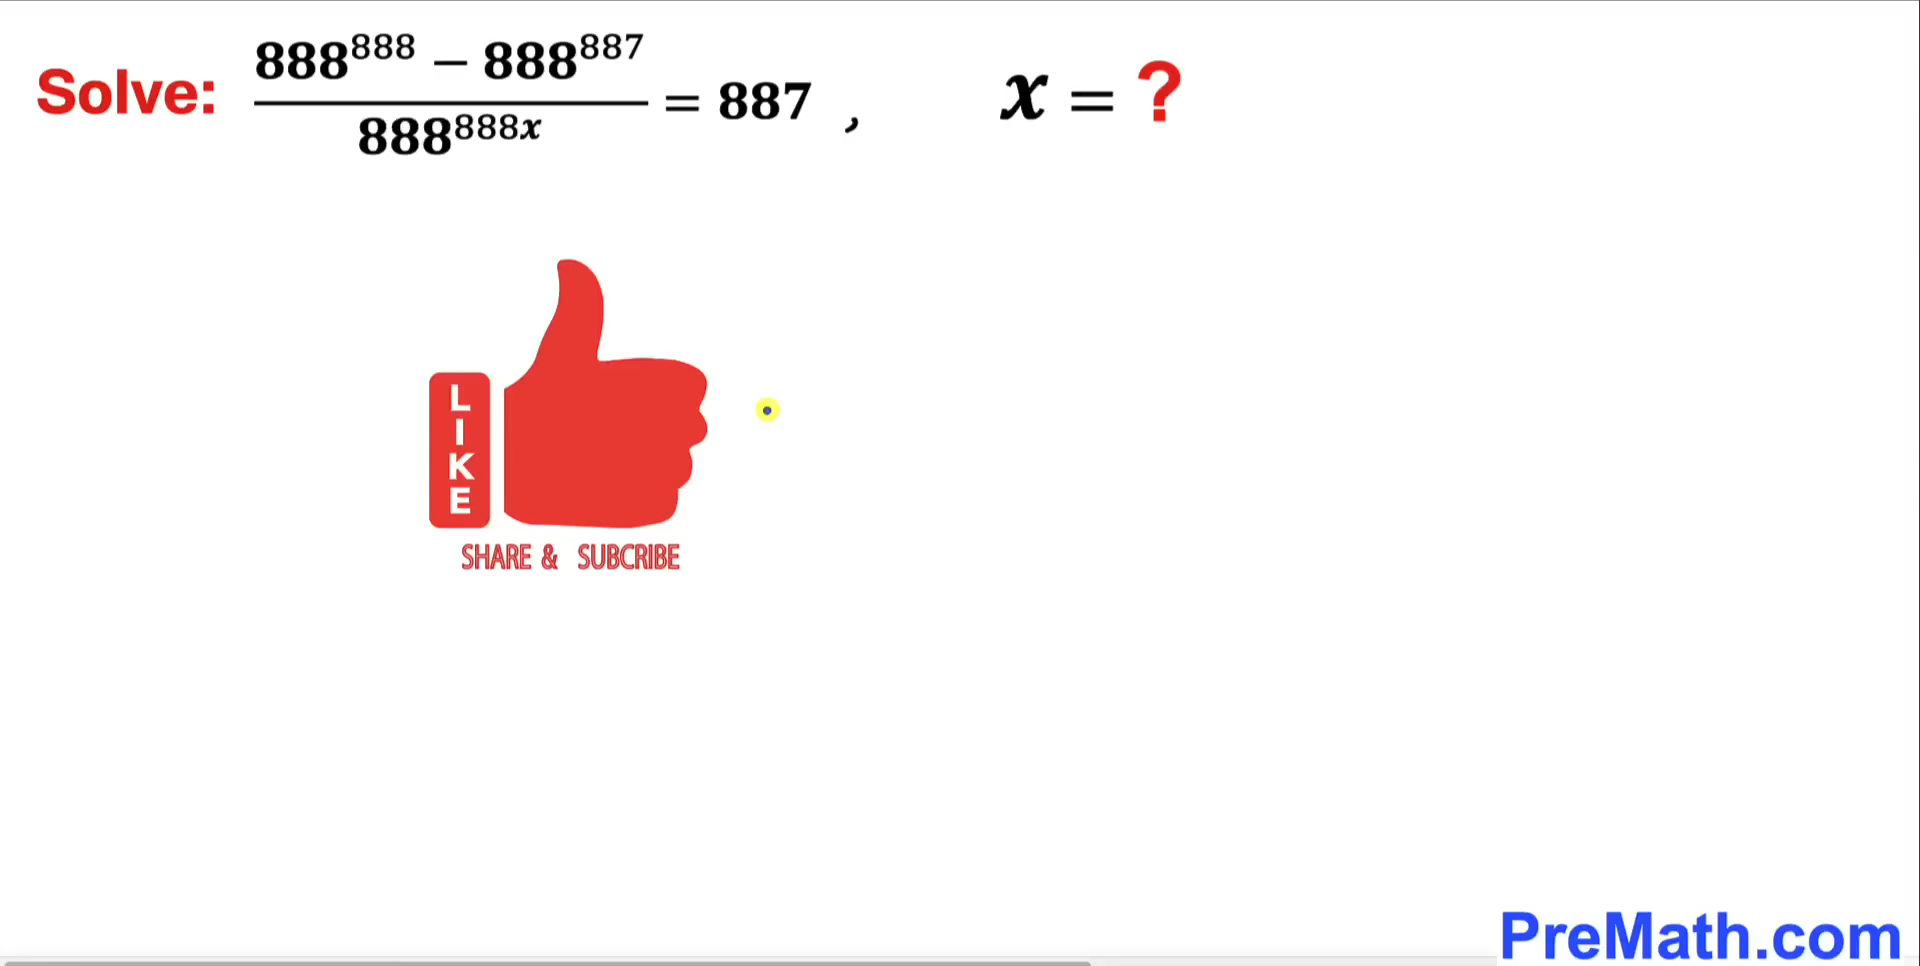 Solve: (888^888 − 888^887) / 888^(888x) = 887 , x = ?
L
I
K
E
SHARE & SUBCRIBE
PreMath.com